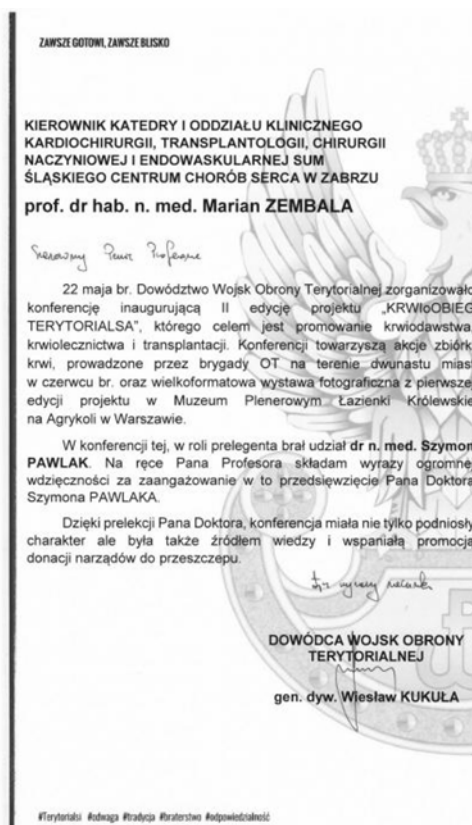 ZAWSZE GOTOWI, ZAWSZE BLISKO
KIEROWNIK KATEDRY I ODDZIAŁU KLINICZNEGO
KARDIOCHIRURGII, TRANSPLANTOLOGII, CHIRURGII
NACZYNIOWEJ I ENDOWASKULARNEJ SUM
ŚLĄSKIEGO CENTRUM CHORÓB SERCA W ZABRZU
prof. dr hab. n. med. Marian ZEMBALA
Szanowny Panie Profesorze
22 maja br. Dowództwo Wojsk Obrony Terytorialnej zorganizowało
konferencję inaugurującą II edycję projektu „KRWIoOBIEG
TERYTORIALSA”, którego celem jest promowanie krwiodawstwa,
krwiolecznictwa i transplantacji. Konferencji towarzyszą akcje zbiórki
krwi, prowadzone przez brygady OT na terenie dwunastu miast
w czerwcu br. oraz wielkoformatowa wystawa fotograficzna z pierwszej
edycji projektu w Muzeum Plenerowym Łazienki Królewskie
na Agrykoli w Warszawie.
W konferencji tej, w roli prelegenta brał udział dr n. med. Szymon
PAWLAK. Na ręce Pana Profesora składam wyrazy ogromnej
wdzięczności za zaangażowanie w to przedsięwzięcie Pana Doktora
Szymona PAWLAKA.
Dzięki prelekcji Pana Doktora, konferencja miała nie tylko podniosły
charakter ale była także źródłem wiedzy i wspaniałą promocją
donacji narządów do przeszczepu.
wyrazy szacunku
DOWÓDCA WOJSK OBRONY
TERYTORIALNEJ
gen. dyw. Wiesław KUKUŁA
#Terytorialsi #odwaga #tradycja #braterstwo #odpowiedzialność